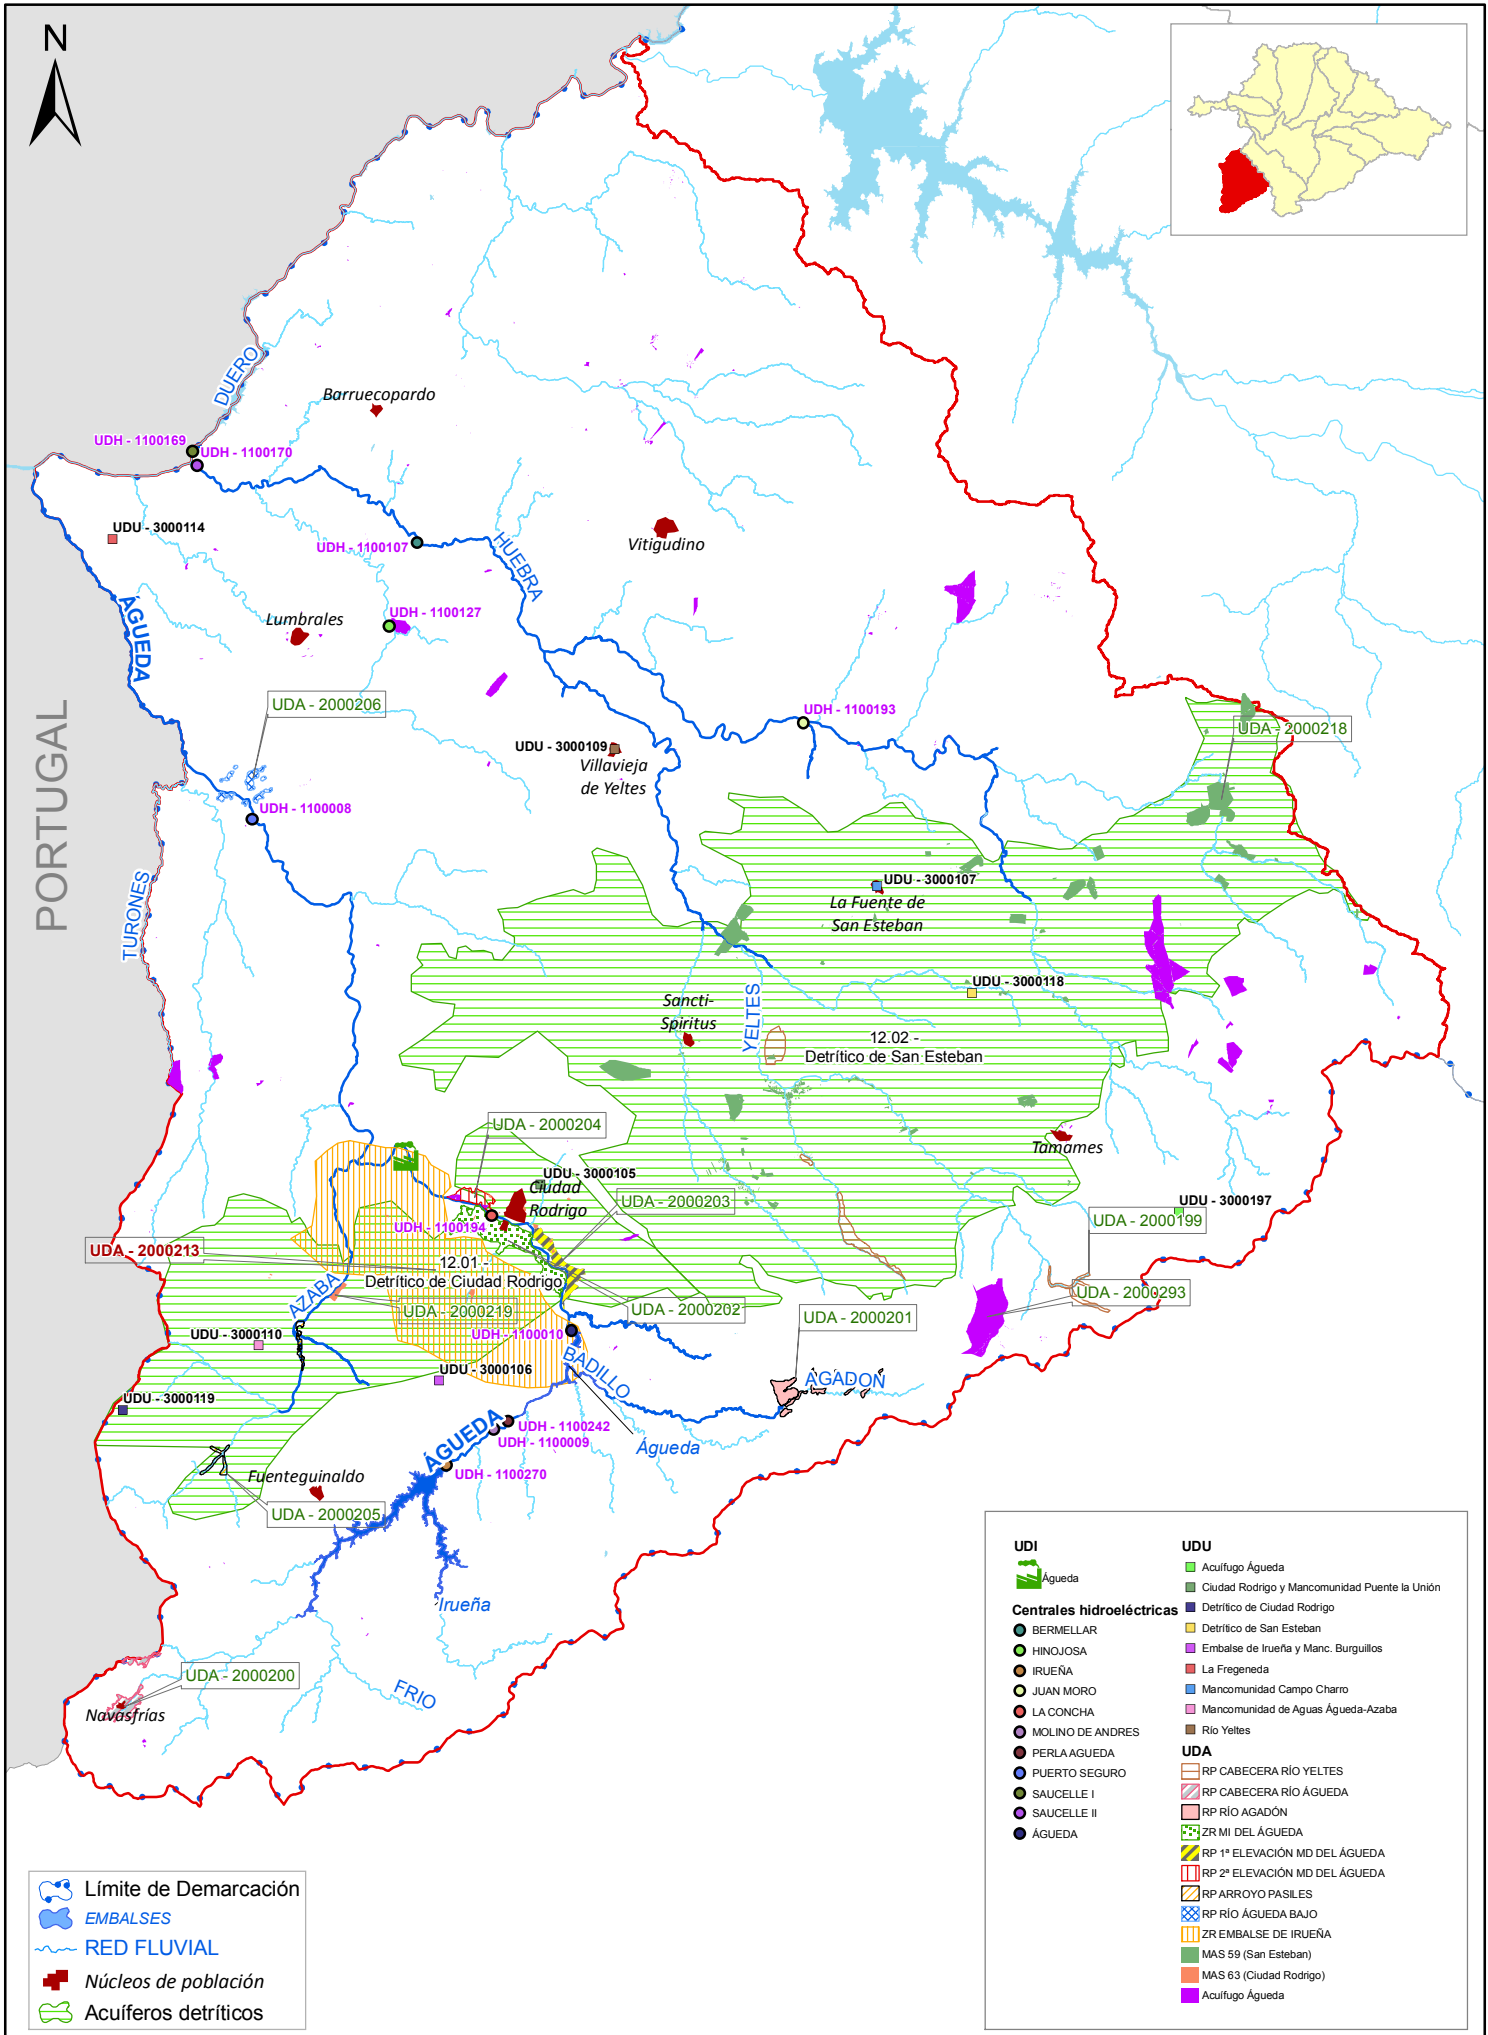 N
DUERO
Barruecopardo
UDH - 1100169
UDH - 1100170
UDU - 3000114
UDH - 1100107
HUEBRA
Vitigudino
ÁGUEDA
Lumbrales
UDH - 1100127
PORTUGAL
UDA - 2000206
UDH - 1100193
UDA - 2000218
UDU - 3000109
Villavieja
de Yeltes
UDH - 1100008
TURONES
UDU - 3000107
La Fuente de
San Esteban
UDU - 3000118
YELTES
Sancti-
Spiritus
12.02 -
Detrítico de San Esteban
UDA - 2000204
Tamames
UDU - 3000105
Ciudad
Rodrigo
UDA - 2000203
UDU - 3000197
UDA - 2000199
UDH - 1100194
UDA - 2000213
12.01 -
Detrítico de Ciudad Rodrigo
AZABA
UDA - 2000219
UDA - 2000202
UDA - 2000293
UDA - 2000201
UDU - 3000110
UDH - 1100010
BADILLO
UDU - 3000106
AGADON
UDU - 3000119
ÁGUEDA
UDH - 1100242
UDH - 1100009
Águeda
UDH - 1100270
Fuenteguinaldo
UDA - 2000205
Irueña
UDA - 2000200
FRIO
Navasfrías
Límite de Demarcación
EMBALSES
RED FLUVIAL
Núcleos de población
Acuíferos detríticos
UDI
Águeda
Centrales hidroeléctricas
BERMELLAR
HINOJOSA
IRUEÑA
JUAN MORO
LA CONCHA
MOLINO DE ANDRES
PERLA AGUEDA
PUERTO SEGURO
SAUCELLE I
SAUCELLE II
ÁGUEDA
UDU
Acuífugo Águeda
Ciudad Rodrigo y Mancomunidad Puente la Unión
Detrítico de Ciudad Rodrigo
Detrítico de San Esteban
Embalse de Irueña y Manc. Burguillos
La Fregeneda
Mancomunidad Campo Charro
Mancomunidad de Aguas Águeda-Azaba
Río Yeltes
UDA
RP CABECERA RÍO YELTES
RP CABECERA RÍO ÁGUEDA
RP RÍO AGADÓN
ZR MI DEL ÁGUEDA
RP 1ª ELEVACIÓN MD DEL ÁGUEDA
RP 2ª ELEVACIÓN MD DEL ÁGUEDA
RP ARROYO PASILES
RP RÍO ÁGUEDA BAJO
ZR EMBALSE DE IRUEÑA
MAS 59 (San Esteban)
MAS 63 (Ciudad Rodrigo)
Acuífugo Águeda